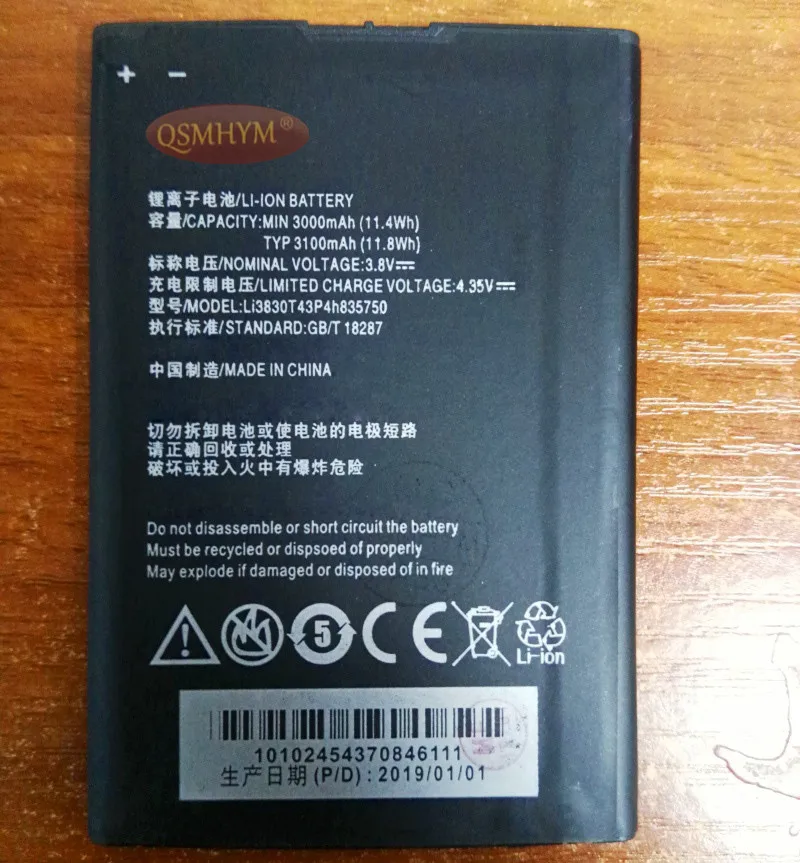 + −
QSMHYM®
锂离子电池/LI-ION BATTERY
容量/CAPACITY:MIN 3000mAh (11.4Wh)
TYP 3100mAh (11.8Wh)
标称电压/NOMINAL VOLTAGE:3.8V⎓
充电限制电压/LIMITED CHARGE VOLTAGE:4.35V⎓
型号/MODEL:Li3830T43P4h835750
执行标准/STANDARD:GB/T 18287
中国制造/MADE IN CHINA
切勿拆卸电池或使电池的电极短路
请正确回收或处理
破坏或投入火中有爆炸危险
Do not disassemble or short circuit the battery
Must be recycled or dispsoed of properly
May explode if damaged or disposed of in fire
5 CE
Li-ion
10102454370846111
生产日期 (P/D) : 2019/01/01